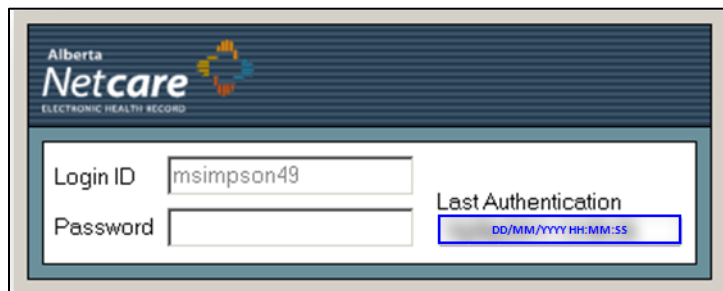 Alberta
Netcare
ELECTRONIC HEALTH RECORD
Login ID msimpson49
Last Authentication
Password DD/MM/YYYY HH:MM:SS